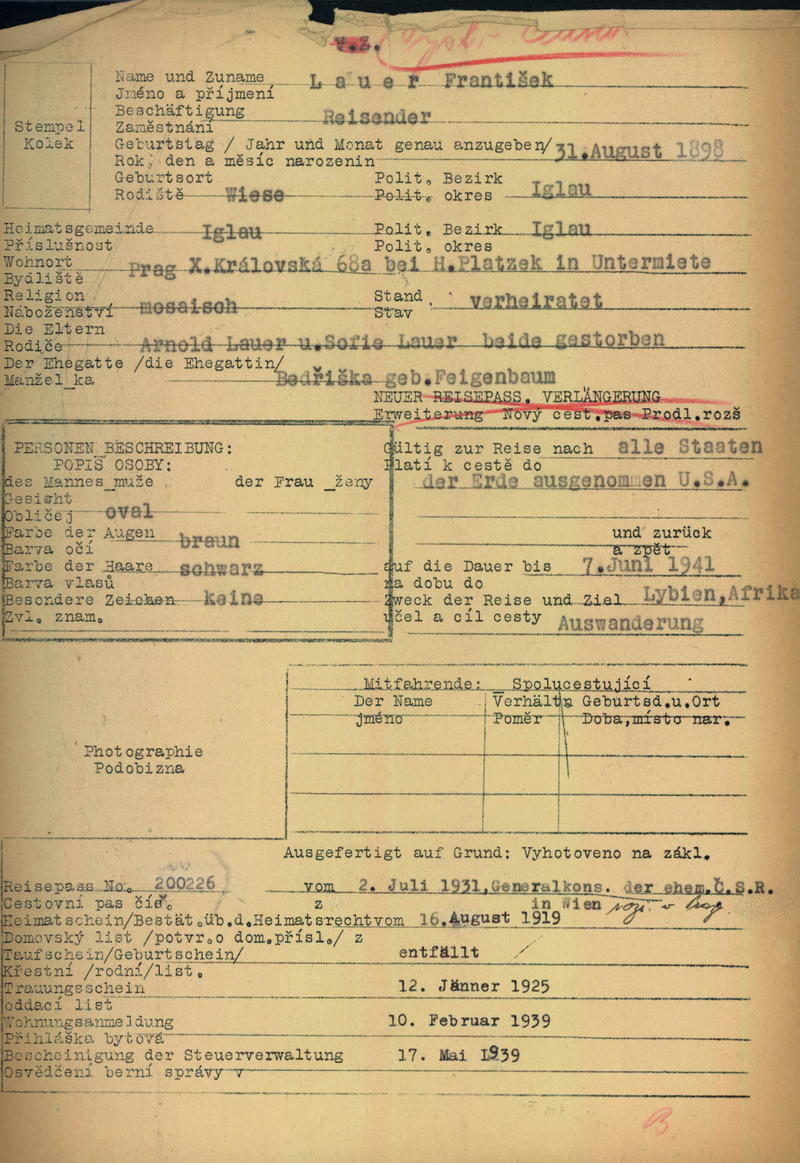 v.z.
Name und Zuname Lauer František
Jméno a příjmení
Beschäftigung Reisender
Zaměstnání
Stempel
Kolek
Geburtstag / Jahr und Monat genau anzugeben/ 31.August 1898
Rok, den a měsíc narozenin
Geburtsort Polit, Bezirk
Rodiště Wiese Polit. okres Iglau
Heimatsgemeinde Iglau Polit. Bezirk Iglau
Příslušnost Polit, okres
Wohnort Prag X.Královská 68a bei H.Platzek in Untermiete
Bydliště
Religion mosaisch Stand, verheiratet
Náboženství Stav
Die Eltern
Rodiče Arnold Lauer u.Sofie Lauer beide gestorben
Der Ehegatte /die Ehegattin/
Manžel_ka Bedřiška geb.Feigenbaum
NEUER REISEPASS, VERLÄNGERUNG
Erweiterung Nový cest.pas Prodl.rozš
PERSONEN_BESCHREIBUNG:
POPIS OSOBY:
des Mannes_muže der Frau _ženy
Gesicht
Obličej oval
Farbe der Augen braun
Barva očí
Farbe der Haare schwarz
Barva vlasů
Besondere Zeichen keine
Zvl. znam.
Gültig zur Reise nach alle Staaten
Platí k cestě do
der Erde ausgenommen U.S.A.
und zurück
a zpět
auf die Dauer bis 7.Juni 1941
na dobu do
Zweck der Reise und Ziel Lybien,Afrika
účel a cíl cesty Auswanderung
Mitfahrende: Spolucestující
Der Name Verhältn Geburtsd.u.Ort
jméno Poměr Doba,místo nar.
Photographie
Podobizna
Ausgefertigt auf Grund: Vyhotoveno na zákl.
Reisepass No. 200226 vom 2. Juli 1931,Generalkons. der ehem.Č.S.R.
Cestovní pas čís. z in Wien
Heimatschein/Bestät.üb.d.Heimatsrechtvom 16.August 1919
Domovský list /potvr.o dom.přísl./ z
Taufschein/Geburtschein/ entfällt
Křestní /rodní/list.
Trauungsschein 12. Jänner 1925
oddací list
Wohnungsanmeldung 10. Februar 1939
Přihláška bytová
Bescheinigung der Steuerverwaltung 17. Mai 1939
Osvědčení berní správy v
B